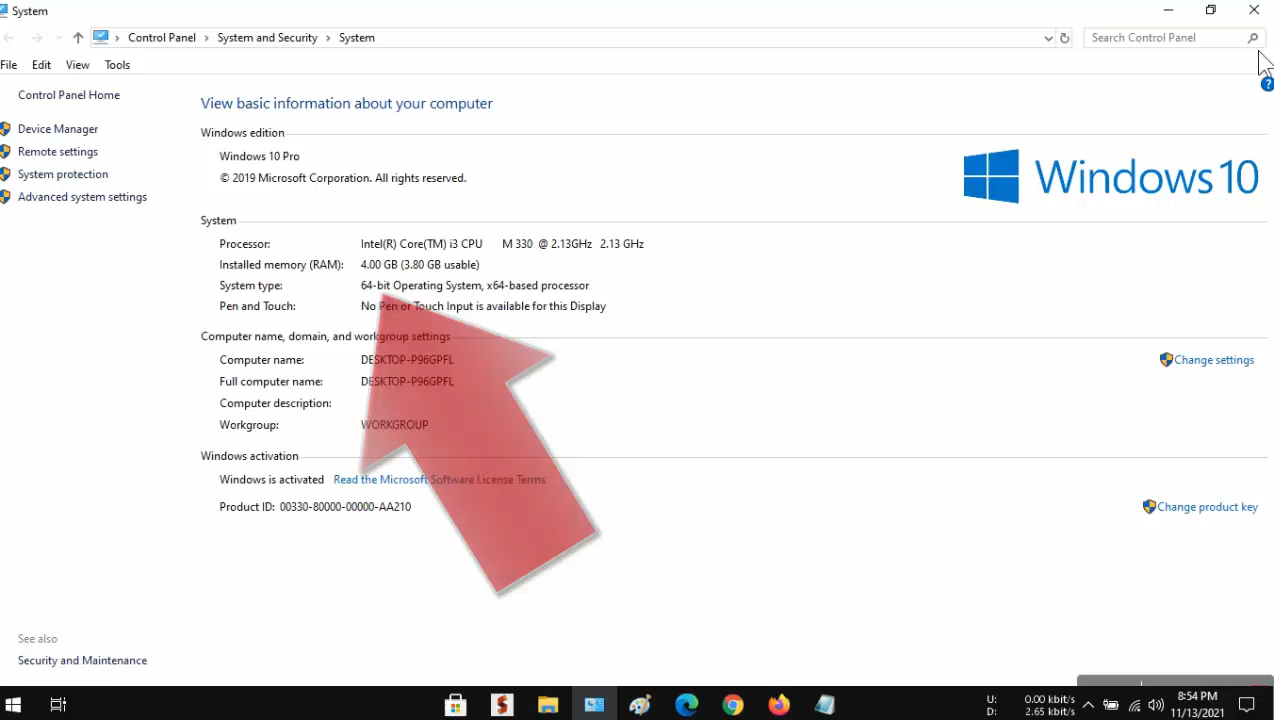 System
Control Panel > System and Security > System
Search Control Panel
File Edit View Tools
?
Control Panel Home
Device Manager
Remote settings
System protection
Advanced system settings
View basic information about your computer
Windows edition
Windows 10 Pro
© 2019 Microsoft Corporation. All rights reserved.
Windows 10
System
Processor: Intel(R) Core(TM) i3 CPU M 330 @ 2.13GHz 2.13 GHz
Installed memory (RAM): 4.00 GB (3.80 GB usable)
System type: 64-bit Operating System, x64-based processor
Pen and Touch: No Pen or Touch Input is available for this Display
Computer name, domain, and workgroup settings
Computer name: DESKTOP-P96GPFL
Change settings
Full computer name: DESKTOP-P96GPFL
Computer description:
Workgroup: WORKGROUP
Windows activation
Windows is activated Read the Microsoft Software License Terms
Product ID: 00330-80000-00000-AA210
Change product key
See also
Security and Maintenance
U: 0.00 kbit/s
D: 2.65 kbit/s
8:54 PM
11/13/2021